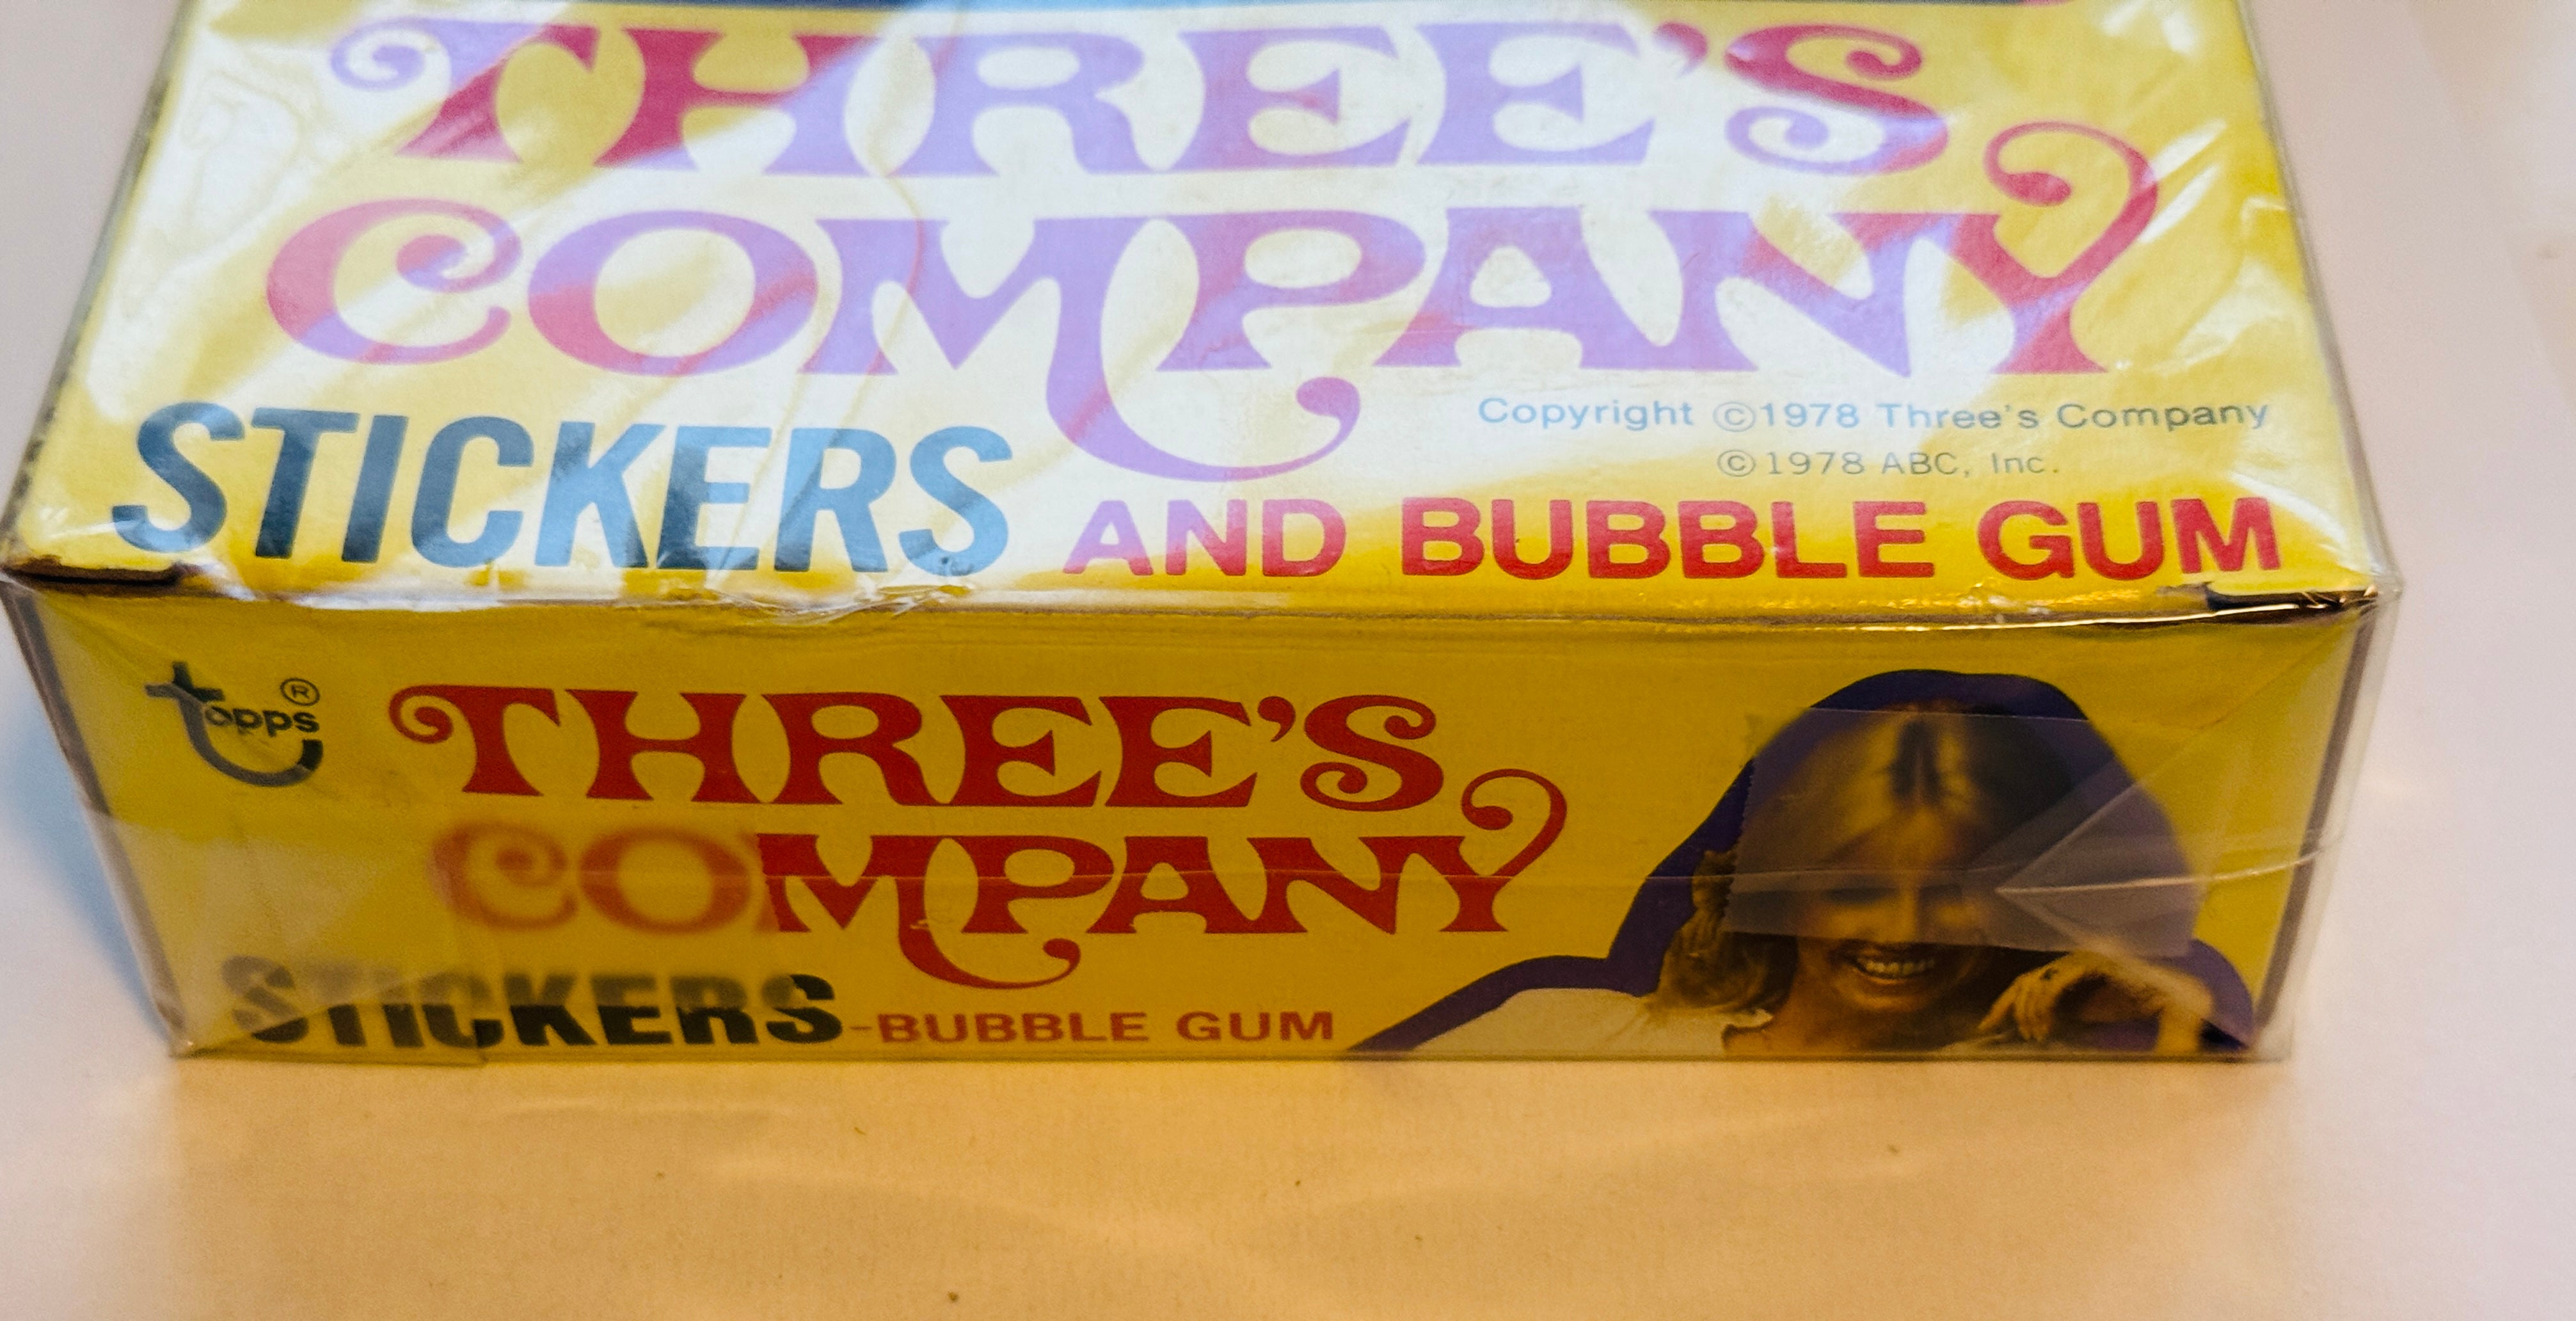 THREE'S
COMPANY
Copyright ©1978 Three's Company
©1978 ABC, Inc.
STICKERS AND BUBBLE GUM
topps®
THREE'S
COMPANY
STICKERS-BUBBLE GUM